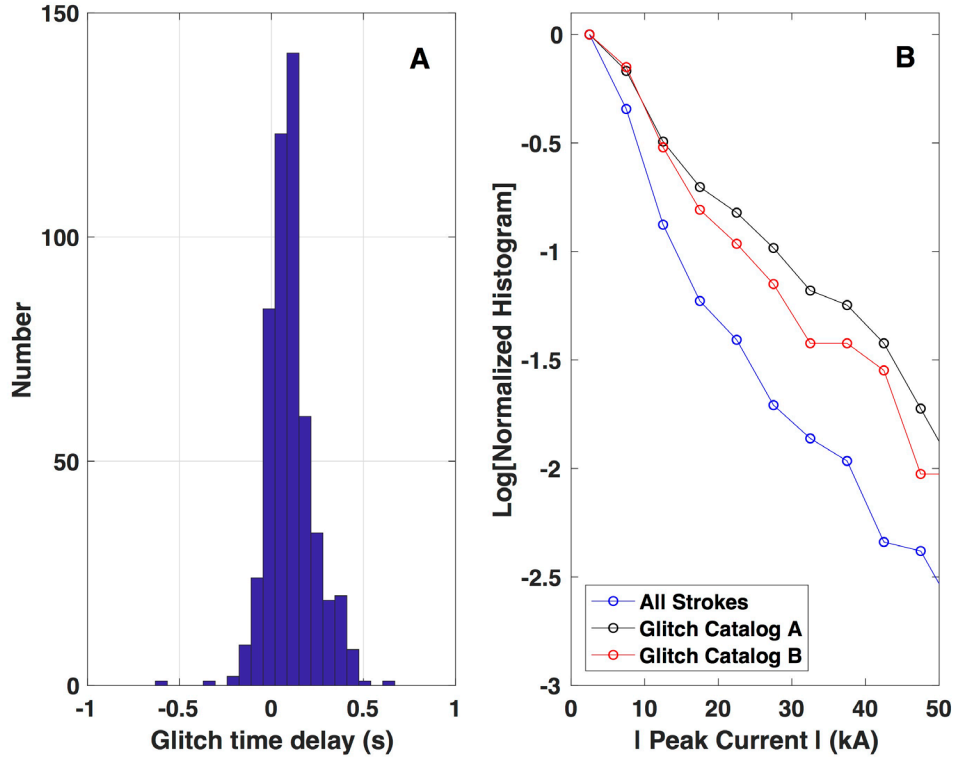 A
Number
150
100
50
0
-1
-0.5
0
0.5
1
Glitch time delay (s)
B
Log[Normalized Histogram]
0
-0.5
-1
-1.5
-2
-2.5
-3
All Strokes
Glitch Catalog A
Glitch Catalog B
0
10
20
30
40
50
| Peak Current | (kA)